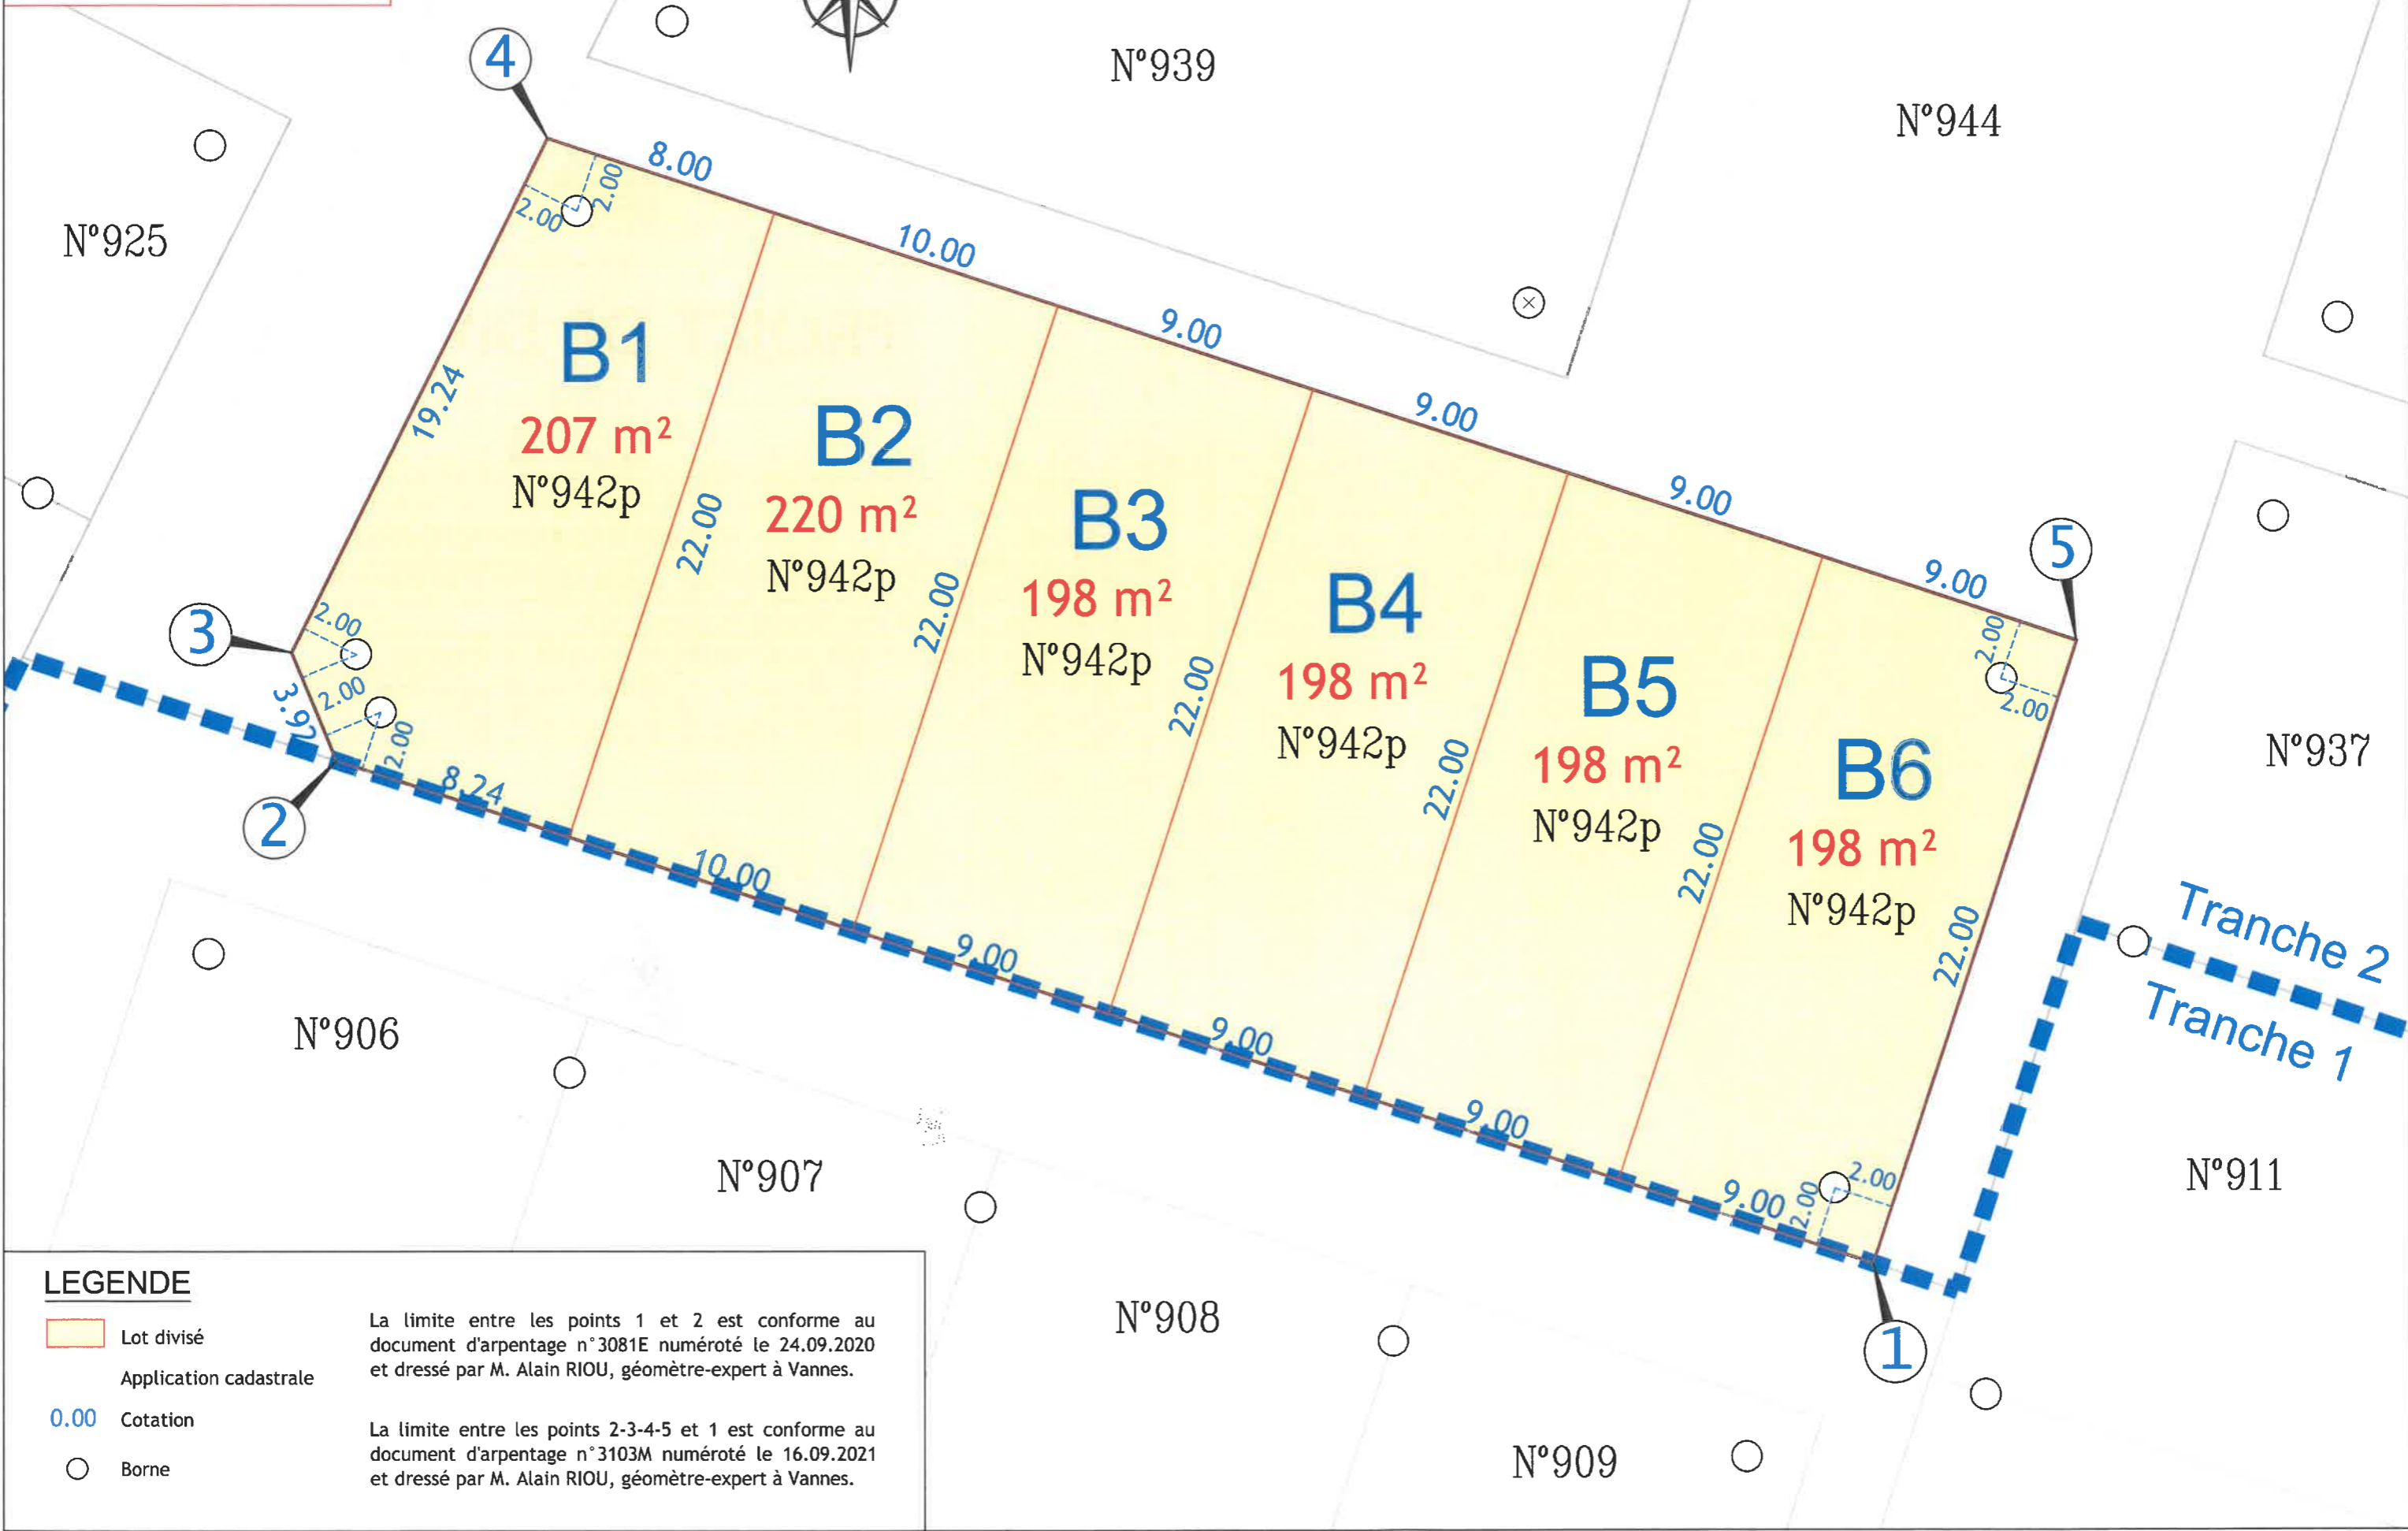 4
N°939
N°944
8.00
2.00
2.00
N°925
10.00
9.00
B1
207 m²
N°942p
19.24
9.00
B2
220 m²
N°942p
22.00
9.00
B3
198 m²
N°942p
22.00
9.00
5
B4
198 m²
N°942p
22.00
2.00
2.00
3
2.00
2.00
3.92
2.00
B5
198 m²
N°942p
22.00
B6
198 m²
N°942p
22.00
22.00
N°937
2
8.24
10.00
9.00
9.00
9.00
9.00
2.00
2.00
Tranche 2
Tranche 1
N°906
N°907
N°911
N°908
1
N°909
LEGENDE
Lot divisé
Application cadastrale
0.00 Cotation
Borne
La limite entre les points 1 et 2 est conforme au
document d'arpentage n°3081E numéroté le 24.09.2020
et dressé par M. Alain RIOU, géomètre-expert à Vannes.
La limite entre les points 2-3-4-5 et 1 est conforme au
document d'arpentage n°3103M numéroté le 16.09.2021
et dressé par M. Alain RIOU, géomètre-expert à Vannes.